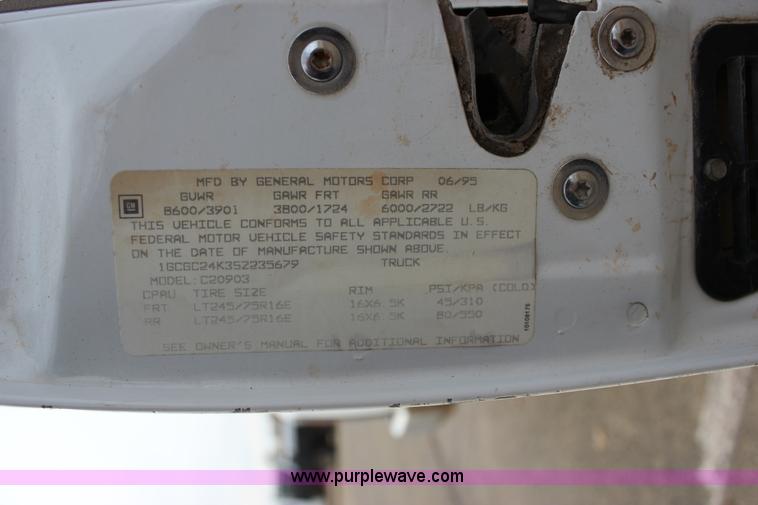 MFD BY GENERAL MOTORS CORP 06/95
GVWR GAWR FRT GAWR RR
8600/3901 3800/1724 6000/2722 LB/KG
THIS VEHICLE CONFORMS TO ALL APPLICABLE U.S.
FEDERAL MOTOR VEHICLE SAFETY STANDARDS IN EFFECT
ON THE DATE OF MANUFACTURE SHOWN ABOVE.
1GCGC24K3SZ235679 TRUCK
MODEL: C20903
TIRE SIZE RIM PSI/KPA (COLD)
FRT LT245/75R16E 16X6.5K 45/310
RR LT245/75R16E 16X6.5K 80/550
SEE OWNER'S MANUAL FOR ADDITIONAL INFORMATION
GM
www.purplewave.com